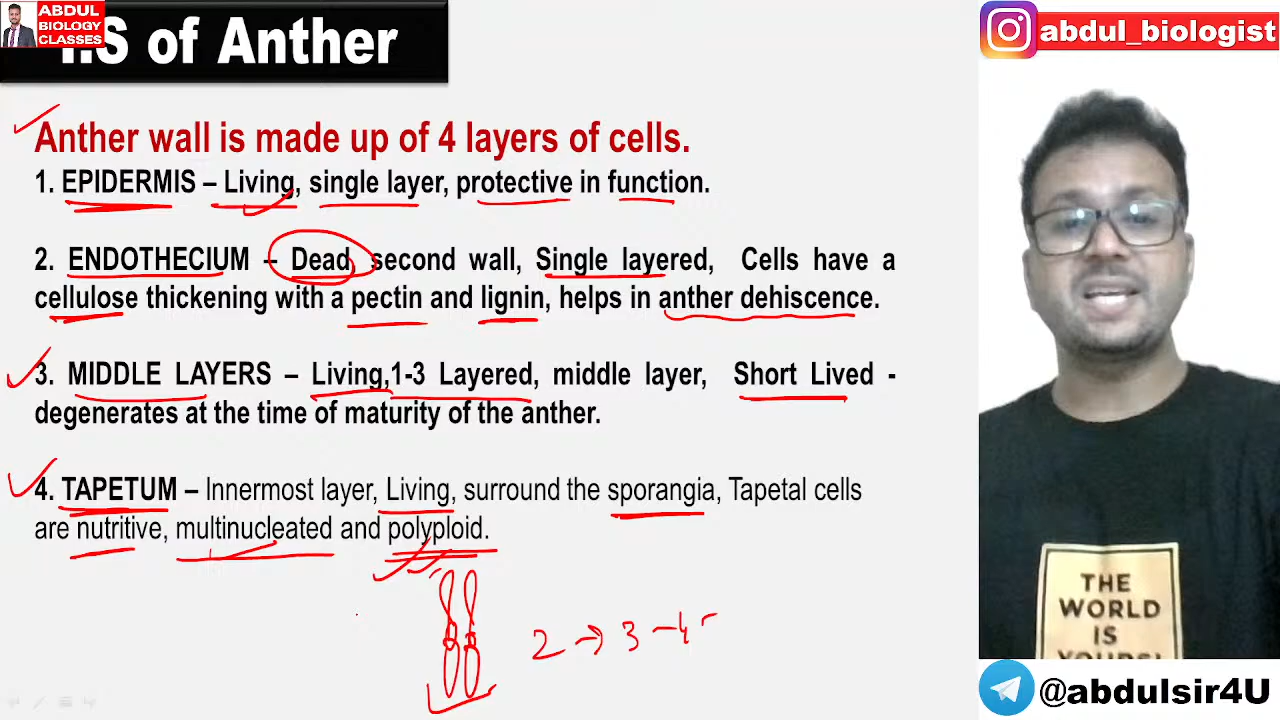 ABDUL
BIOLOGY
CLASSES
T.S of Anther
abdul_biologist
Anther wall is made up of 4 layers of cells.
1. EPIDERMIS – Living, single layer, protective in function.
2. ENDOTHECIUM – Dead, second wall, Single layered, Cells have a
cellulose thickening with a pectin and lignin, helps in anther dehiscence.
3. MIDDLE LAYERS – Living,1-3 Layered, middle layer, Short Lived -
degenerates at the time of maturity of the anther.
4. TAPETUM – Innermost layer, Living, surround the sporangia, Tapetal cells
are nutritive, multinucleated and polyploid.
2 → 3 – 4
THE
WORLD
IS
YOURS!
@abdulsir4U